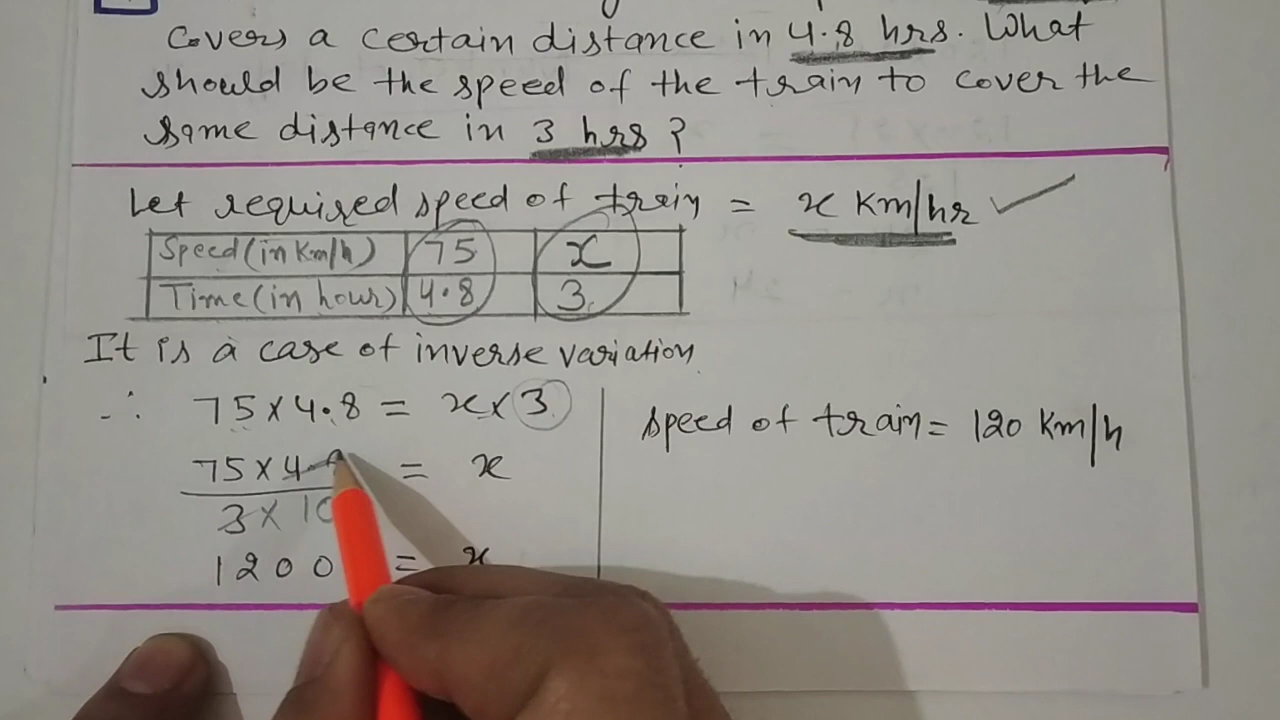 covers a certain distance in 4.8 hrs. What
should be the speed of the train to cover the
same distance in 3 hrs?
Let required speed of train = x Km/hr ✓
Speed (in Km/h) 75 x
Time (in hour) 4.8 3
It is a case of inverse variation
∴ 75 x 4.8 = x x 3
75 x 4 = x
3 x 10
1200 = x
Speed of train = 120 Km/h